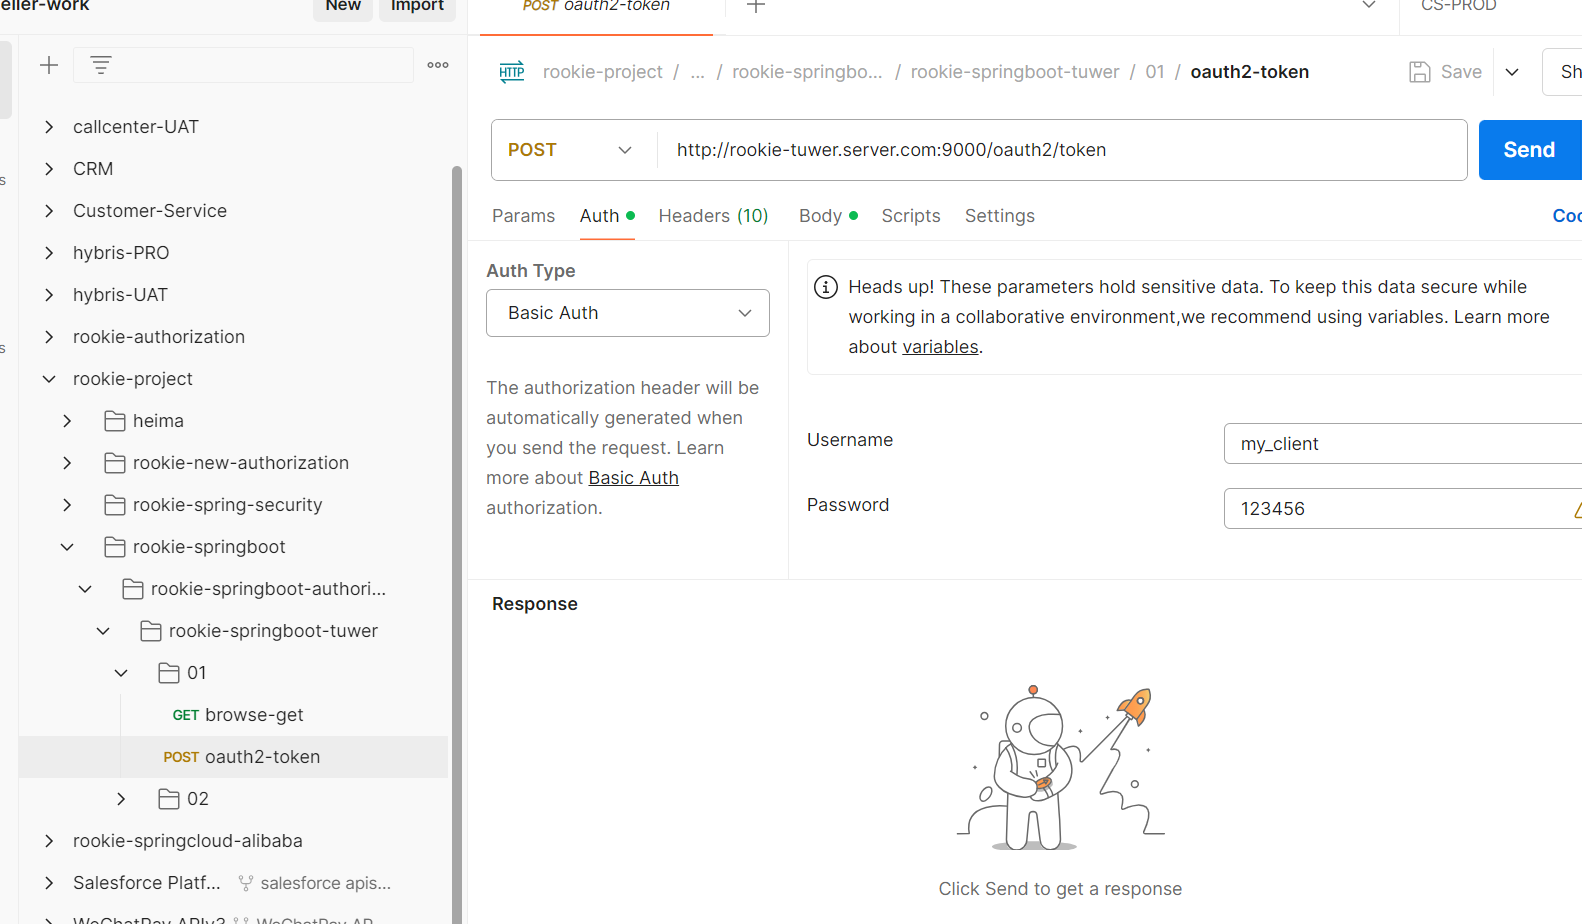 eller-work
New
Import
callcenter-UAT
CRM
Customer-Service
hybris-PRO
hybris-UAT
rookie-authorization
rookie-project
heima
rookie-new-authorization
rookie-spring-security
rookie-springboot
rookie-springboot-authori...
rookie-springboot-tuwer
01
GET browse-get
POST oauth2-token
02
rookie-springcloud-alibaba
Salesforce Platf... salesforce apis...
WeChatPay APIv3 WeChatPay AP
s
s
POST oauth2-token
CS-PROD
HTTP rookie-project / ... / rookie-springbo... / rookie-springboot-tuwer / 01 / oauth2-token
Save
Sh
POST http://rookie-tuwer.server.com:9000/oauth2/token
Send
Params Auth Headers (10) Body Scripts Settings
Coo
Auth Type
Basic Auth
The authorization header will be
automatically generated when
you send the request. Learn
more about Basic Auth
authorization.
Heads up! These parameters hold sensitive data. To keep this data secure while
working in a collaborative environment,we recommend using variables. Learn more
about variables.
Username my_client
Password 123456
Response
Click Send to get a response